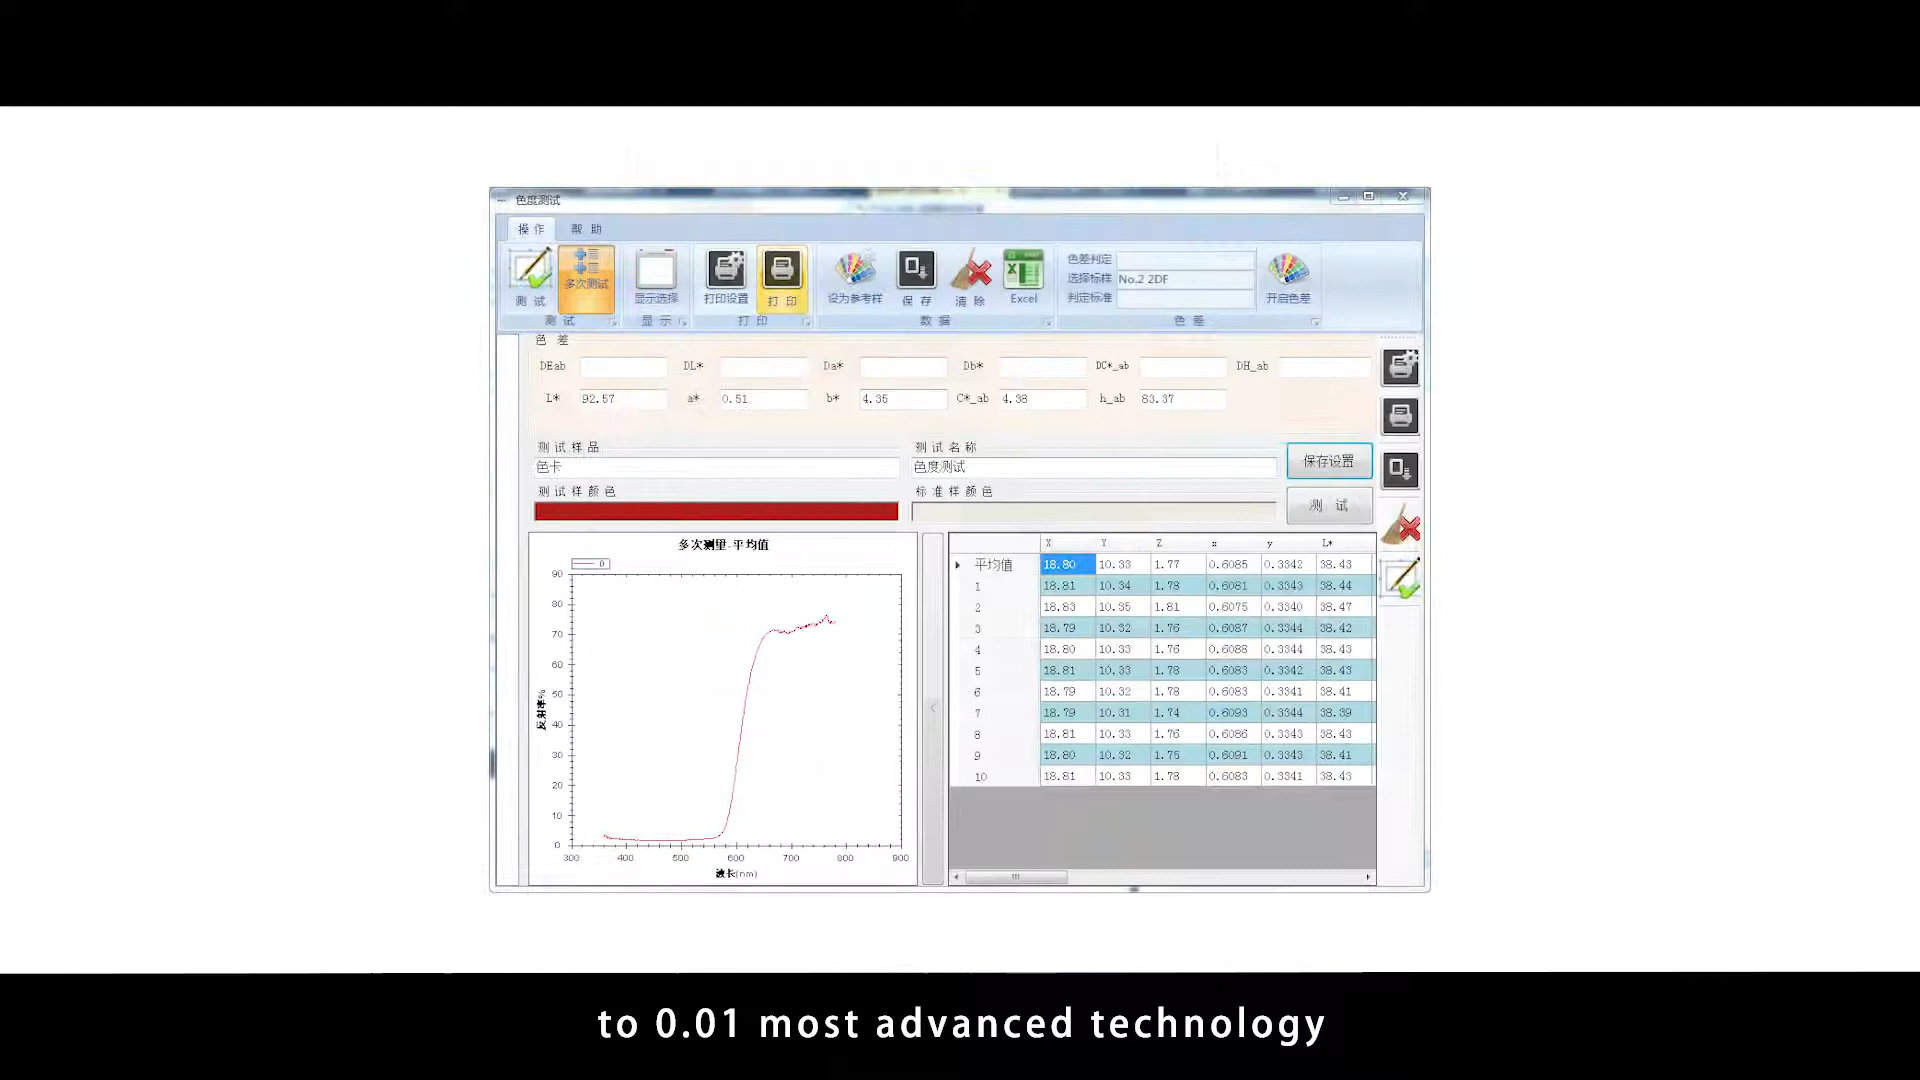 色度测试
操 作 帮 助
测 试 多次测试 显示选择 打印设置 打 印 设为参考样 保 存 清 除 Excel 开启色差
色差判定
选择标样 No.2 2DF
判定标准
测 试 显 示 打 印 数 据 色 差
色 差
DEab DL* Da* Db* DC*_ab DH_ab
L* 92.57 a* 0.51 b* 4.35 C*_ab 4.38 h_ab 83.37
测 试 样 品 测 试 名 称
色卡 色度测试 保存设置
测 试 样 颜 色 标 准 样 颜 色
测 试
多次测量-平均值
0
90
80
70
60
50
40
30
20
10
0
反射率%
300 400 500 600 700 800 900
波长(nm)
X Y Z x y L*
平均值 18.80 10.33 1.77 0.6085 0.3342 38.43
1 18.81 10.34 1.78 0.6081 0.3343 38.44
2 18.83 10.35 1.81 0.6075 0.3340 38.47
3 18.79 10.32 1.76 0.6087 0.3344 38.42
4 18.80 10.33 1.76 0.6088 0.3344 38.43
5 18.81 10.33 1.78 0.6083 0.3342 38.43
6 18.79 10.32 1.78 0.6083 0.3341 38.41
7 18.79 10.31 1.74 0.6093 0.3344 38.39
8 18.81 10.33 1.76 0.6086 0.3343 38.43
9 18.80 10.32 1.75 0.6091 0.3343 38.41
10 18.81 10.33 1.78 0.6083 0.3341 38.43
to 0.01 most advanced technology